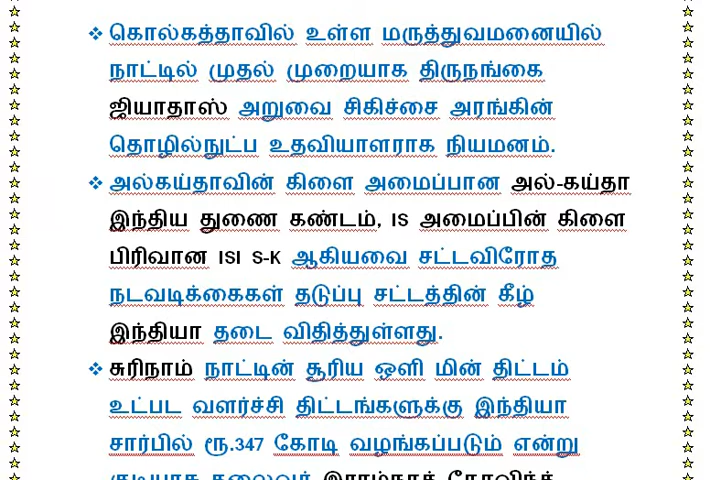 ❖ கொல்கத்தாவில் உள்ள மருத்துவமனையில்
நாட்டில் முதல் முறையாக திருநங்கை
ஜியாதாஸ் அறுவை சிகிச்சை அரங்கின்
தொழில்நுட்ப உதவியாளராக நியமனம்.
❖ அல்கய்தாவின் கிளை அமைப்பான அல்-கய்தா
இந்திய துணை கண்டம், IS அமைப்பின் கிளை
பிரிவான ISI S-K ஆகியவை சட்டவிரோத
நடவடிக்கைகள் தடுப்பு சட்டத்தின் கீழ்
இந்தியா தடை விதித்துள்ளது.
❖ சுரிநாம் நாட்டின் சூரிய ஒளி மின் திட்டம்
உட்பட வளர்ச்சி திட்டங்களுக்கு இந்தியா
சார்பில் ரூ.347 கோடி வழங்கப்படும் என்று